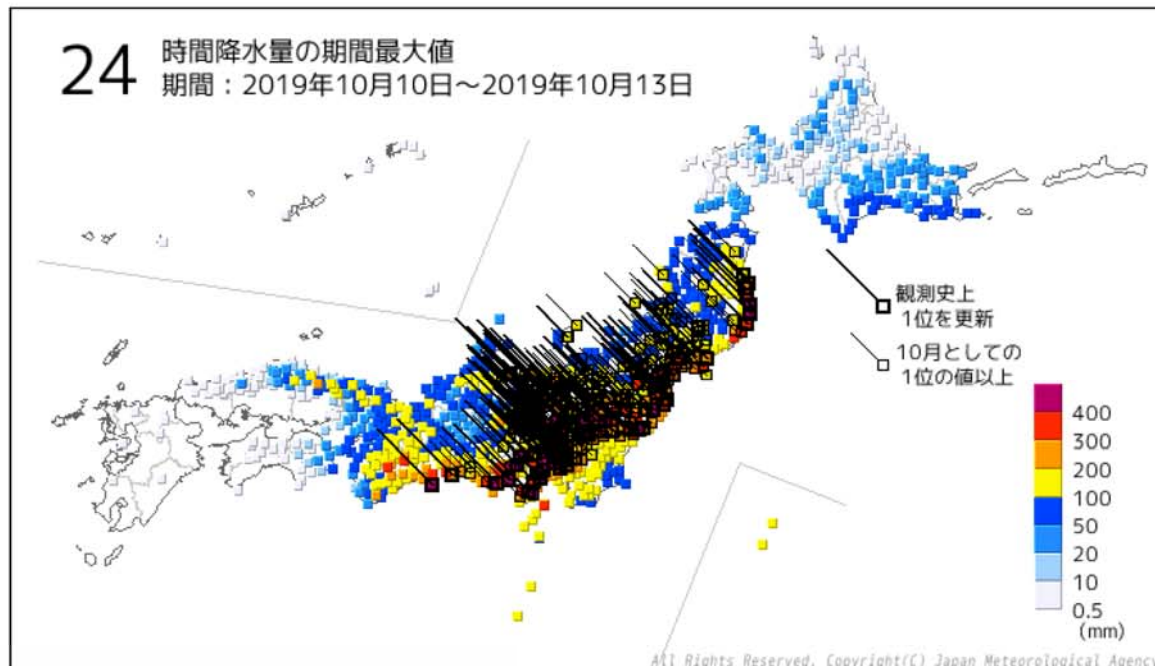 24 時間降水量の期間最大値
期間：2019年10月10日～2019年10月13日
観測史上
1位を更新
10月としての
1位の値以上
400
300
200
100
50
20
10
0.5
(mm)
All Rights Reserved. Copyright(C) Japan Meteorological Agency